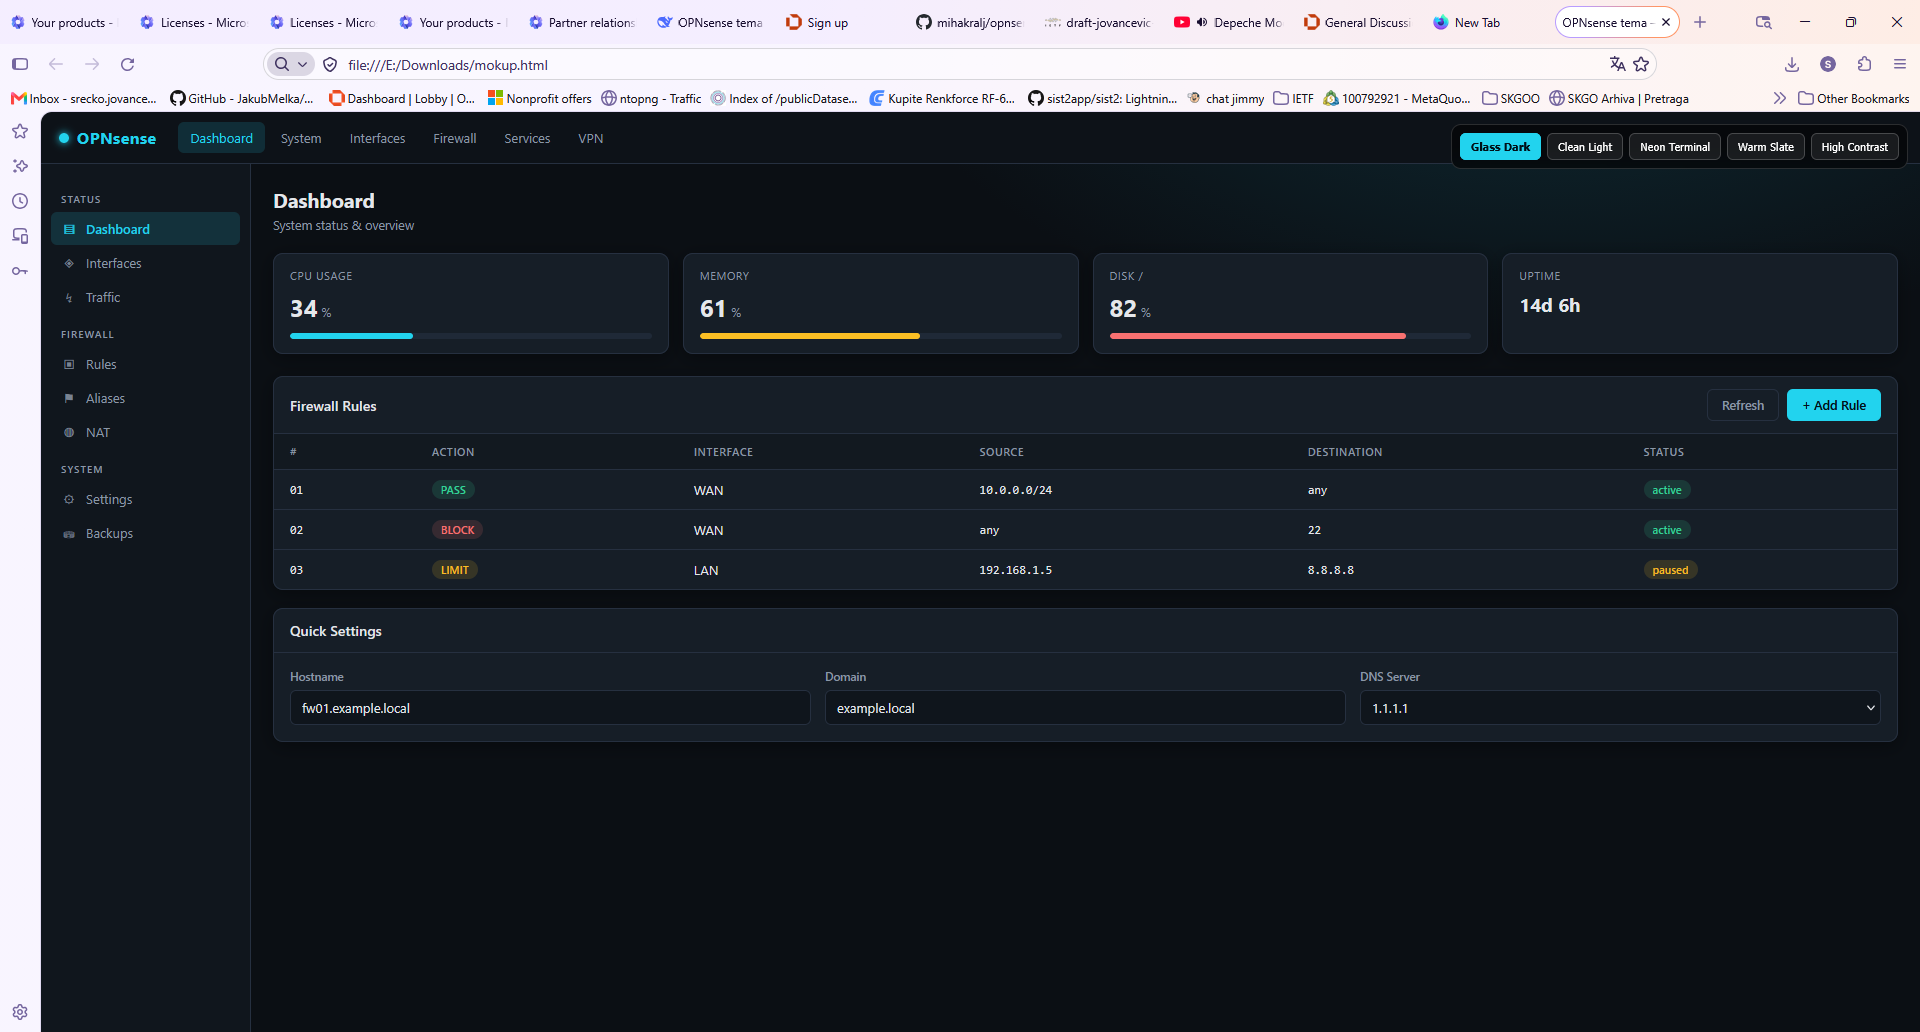 Your products -
Licenses - Micro
Licenses - Micro
Your products -
Partner relations
OPNsense tema
Sign up
mihakralj/opnse
draft-jovancevic
Depeche Mo
General Discussi
New Tab
OPNsense tema -
file:///E:/Downloads/mokup.html
S
Inbox - srecko.jovance...
GitHub - JakubMelka/...
Dashboard | Lobby | O...
Nonprofit offers
ntopng - Traffic
Index of /publicDatase...
Kupite Renkforce RF-6...
sist2app/sist2: Lightnin...
chat jimmy
IETF
100792921 - MetaQuo...
SKGOO
SKGO Arhiva | Pretraga
Other Bookmarks
OPNsense
Dashboard
System
Interfaces
Firewall
Services
VPN
Glass Dark
Clean Light
Neon Terminal
Warm Slate
High Contrast
STATUS
Dashboard
Interfaces
Traffic
FIREWALL
Rules
Aliases
NAT
SYSTEM
Settings
Backups
Dashboard
System status & overview
CPU USAGE
34 %
MEMORY
61 %
DISK /
82 %
UPTIME
14d 6h
Firewall Rules
Refresh
+ Add Rule
# ACTION INTERFACE SOURCE DESTINATION STATUS
01 PASS WAN 10.0.0.0/24 any active
02 BLOCK WAN any 22 active
03 LIMIT LAN 192.168.1.5 8.8.8.8 paused
Quick Settings
Hostname
fw01.example.local
Domain
example.local
DNS Server
1.1.1.1